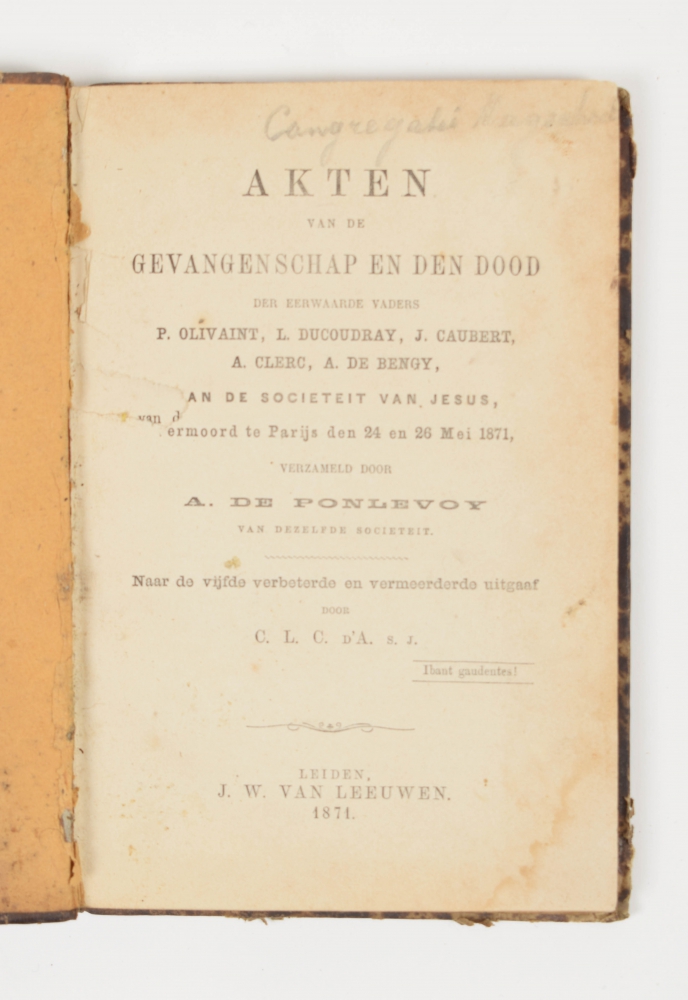 Congregatie
AKTEN
VAN DE
GEVANGENSCHAP EN DEN DOOD
DER EERWAARDE VADERS
P. OLIVAINT, L. DUCOUDRAY, J. CAUBERT,
A. CLERC, A. DE BENGY,
AN DE SOCIETEIT VAN JESUS,
van d
ermoord te Parijs den 24 en 26 Mei 1871,
VERZAMELD DOOR
A. DE PONLEVOY
VAN DEZELFDE SOCIETEIT.
Naar de vijfde verbeterde en vermeerderde uitgaaf
DOOR
C. L. C. D'A. S. J.
Ibant gaudentes!
LEIDEN,
J. W. VAN LEEUWEN.
1871.